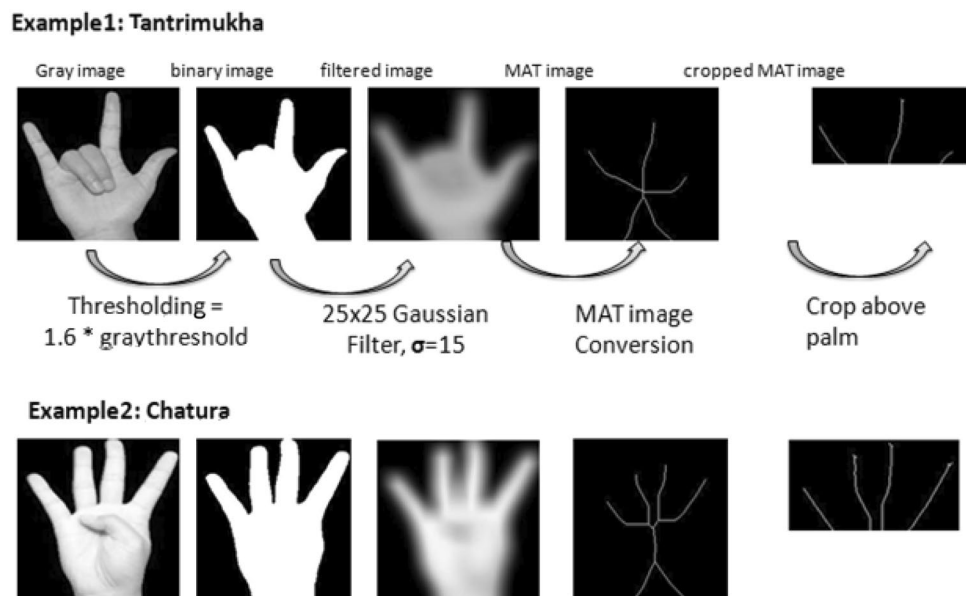 Example1: Tantrimukha
Gray image binary image filtered image MAT image cropped MAT image
Thresholding =
1.6 * graythresnold
25x25 Gaussian
Filter, σ=15
MAT image
Conversion
Crop above
palm
Example2: Chatura